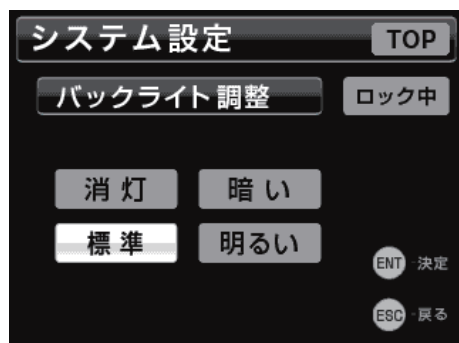 システム設定 TOP
バックライト調整 ロック中
消灯 暗い
標準 明るい
ENT -決定
ESC -戻る